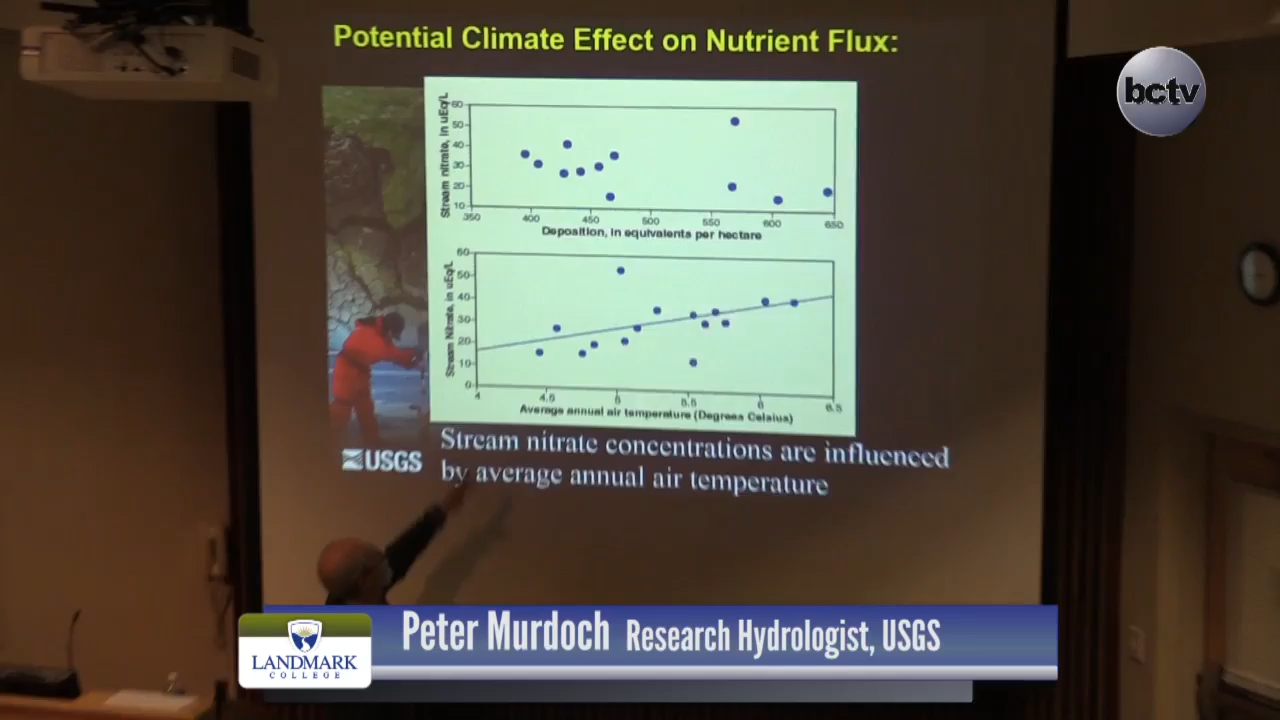 Potential Climate Effect on Nutrient Flux:
bctv
Stream nitrate, in uEq/L
60
50
40
30
20
10
350 400 450 500 550 600 650
Deposition, in equivalents per hectare
Stream Nitrate, in uEq/L
60
50
40
30
20
10
0
4 4.5 5 5.5 6 6.5
Average annual air temperature (Degrees Celsius)
Stream nitrate concentrations are influenced
by average annual air temperature
USGS
Peter Murdoch Research Hydrologist, USGS
LANDMARK
COLLEGE